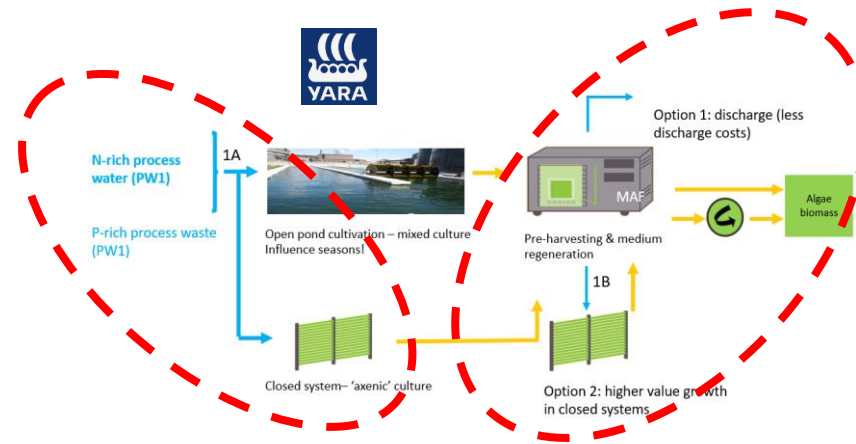 YARA
N-rich process
water (PW1)
1A
P-rich process waste
(PW1)
Open pond cultivation – mixed culture
Influence seasons!
Closed system– ‘axenic’ culture
MAF
Pre-harvesting & medium
regeneration
1B
Option 1: discharge (less
discharge costs)
Algae
biomass
Option 2: higher value growth
in closed systems